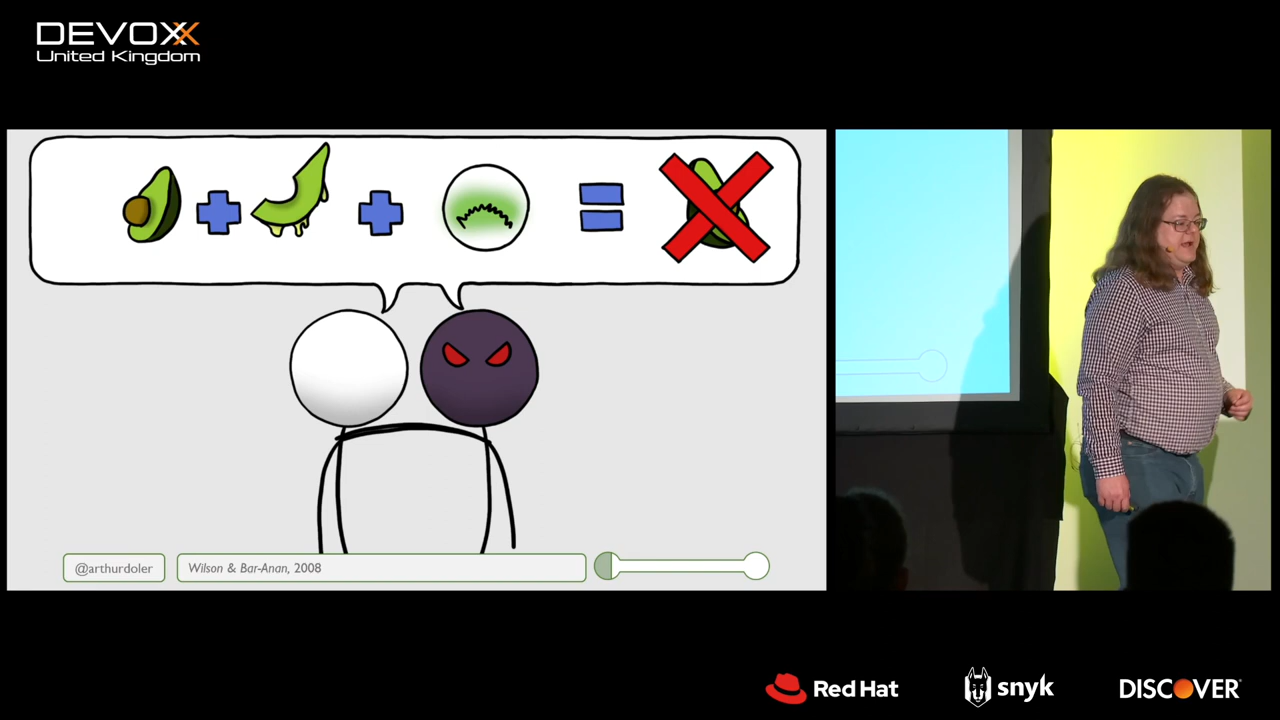 DEVOXX
United Kingdom
@arthurdoler
Wilson & Bar-Anan, 2008
Red Hat
snyk
DISCOVER